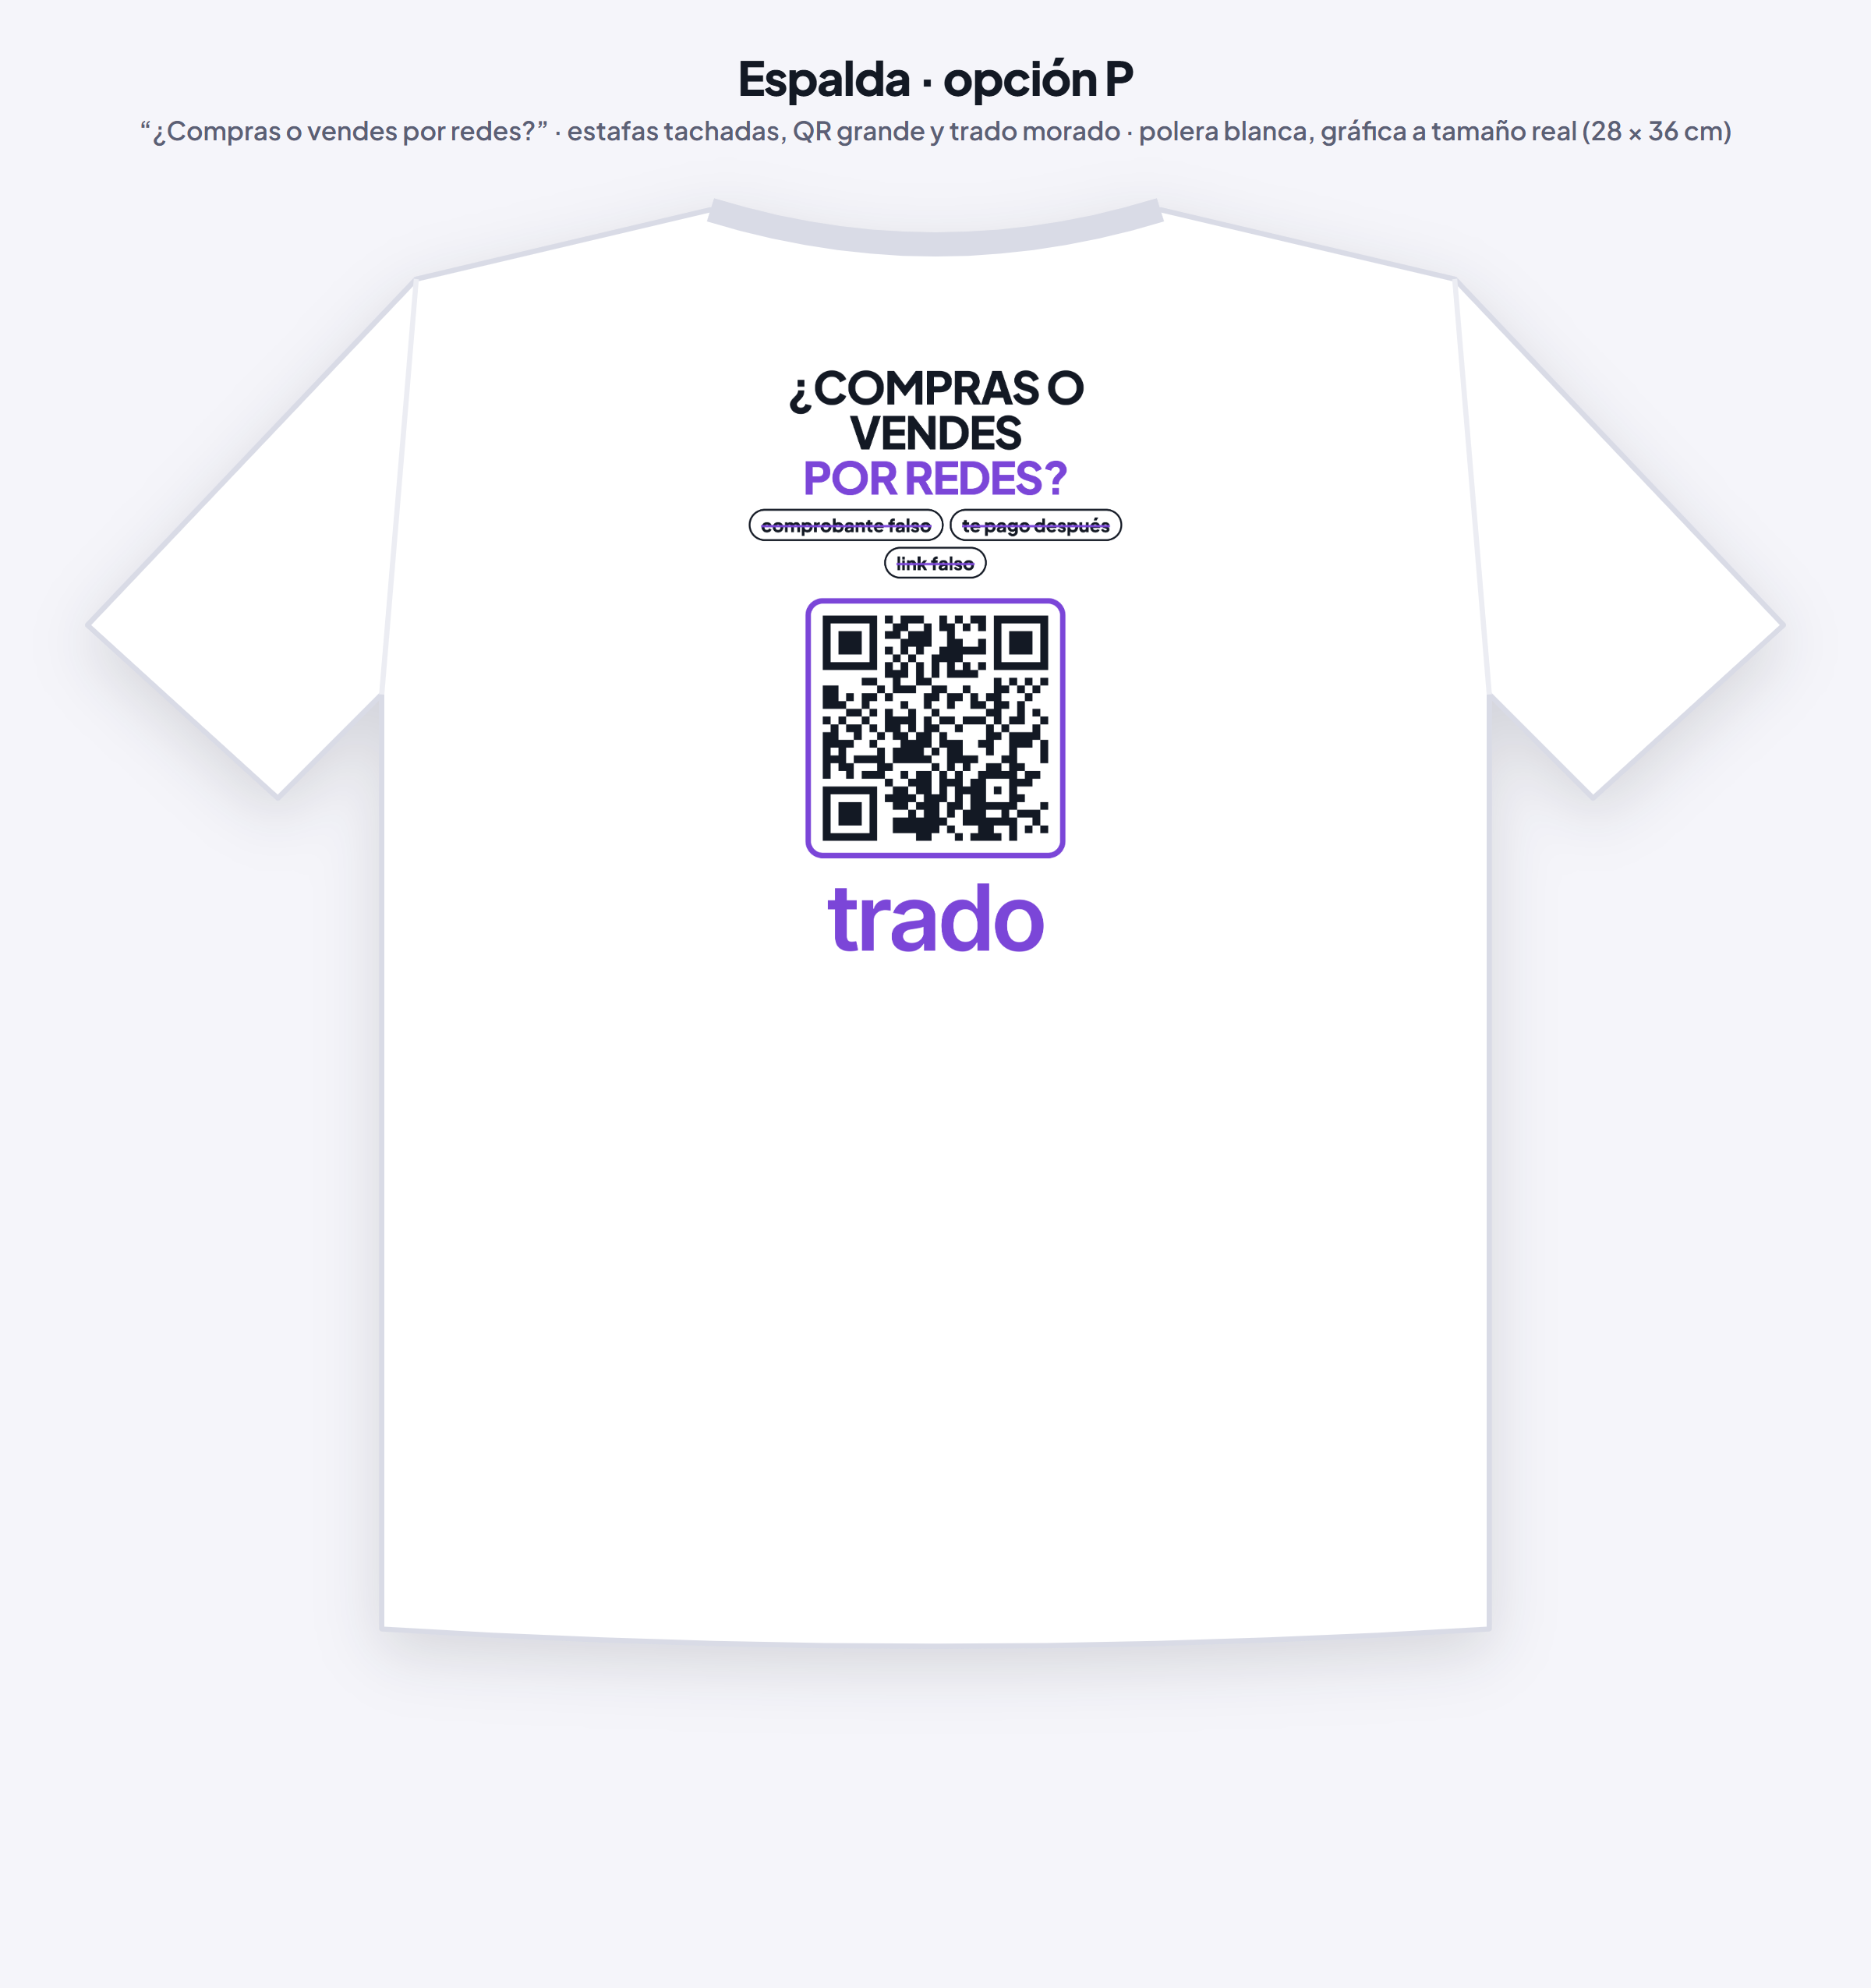 Espalda · opción P
“¿Compras o vendes por redes?” · estafas tachadas, QR grande y trado morado · polera blanca, gráfica a tamaño real (28 × 36 cm)
¿COMPRAS O
VENDES
POR REDES?
comprobante falso te pago después
link falso
trado